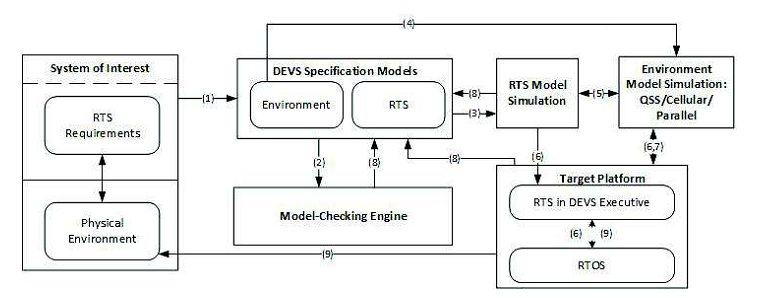 (4)
System of Interest
RTS
Requirements
Physical
Environment
(1)
DEVS Specification Models
Environment
RTS
(8)
(3)
RTS Model
Simulation
(5)
Environment
Model Simulation:
QSS/Cellular/
Parallel
(2)
(8)
(8)
(6)
(6,7)
Model-Checking Engine
Target Platform
RTS in DEVS Executive
(6)
(9)
RTOS
(9)